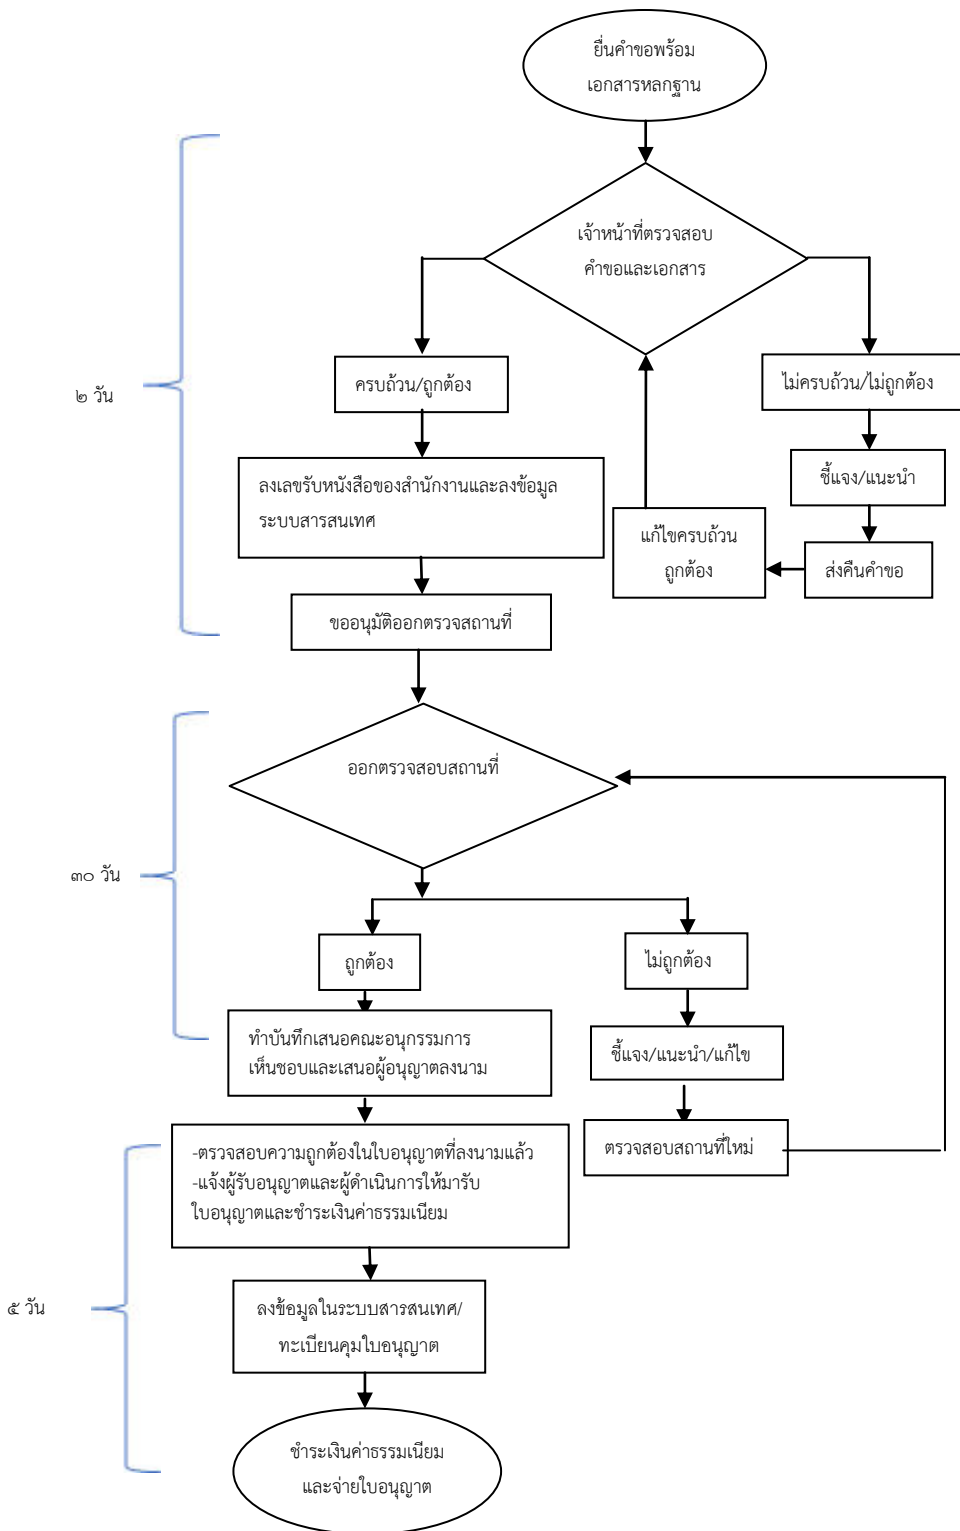 ยื่นคำขอพร้อม
เอกสารหลกฐาน
เจ้าหน้าที่ตรวจสอบ
คำขอและเอกสาร
๒ วัน
ครบถ้วน/ถูกต้อง
ไม่ครบถ้วน/ไม่ถูกต้อง
ลงเลขรับหนังสือของสำนักงานและลงข้อมูล
ระบบสารสนเทศ
ชี้แจง/แนะนำ
แก้ไขครบถ้วน
ถูกต้อง
ส่งคืนคำขอ
ขออนุมัติออกตรวจสถานที่
๓๐ วัน
ออกตรวจสอบสถานที่
ถูกต้อง
ไม่ถูกต้อง
ทำบันทึกเสนอคณะอนุกรรมการ
เห็นชอบและเสนอผู้อนุญาตลงนาม
ชี้แจง/แนะนำ/แก้ไข
ตรวจสอบสถานที่ใหม่
๕ วัน
-ตรวจสอบความถูกต้องในใบอนุญาตที่ลงนามแล้ว
-แจ้งผู้รับอนุญาตและผู้ดำเนินการให้มารับ
ใบอนุญาตและชำระเงินค่าธรรมเนียม
ลงข้อมูลในระบบสารสนเทศ/
ทะเบียนคุมใบอนุญาต
ชำระเงินค่าธรรมเนียม
และจ่ายใบอนุญาต